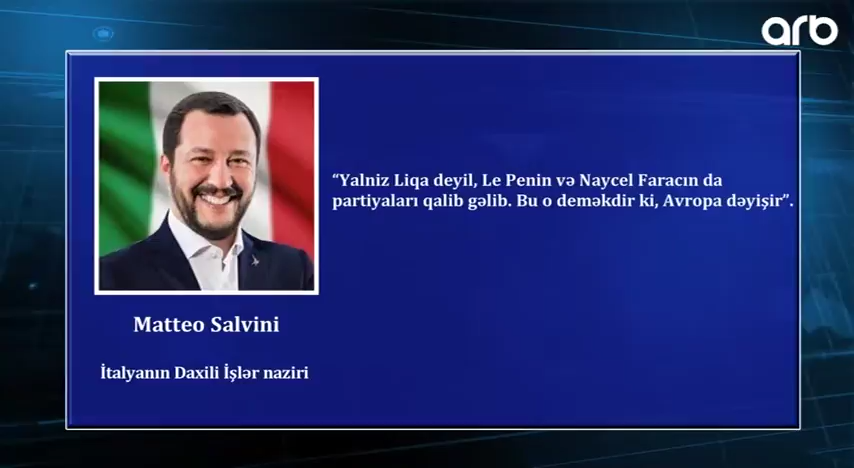 arb
“Yalniz Liqa deyil, Le Penin və Naycel Faracın da
partiyaları qalib gəlib. Bu o deməkdir ki, Avropa dəyişir”.
Matteo Salvini
İtalyanın Daxili İşlər naziri